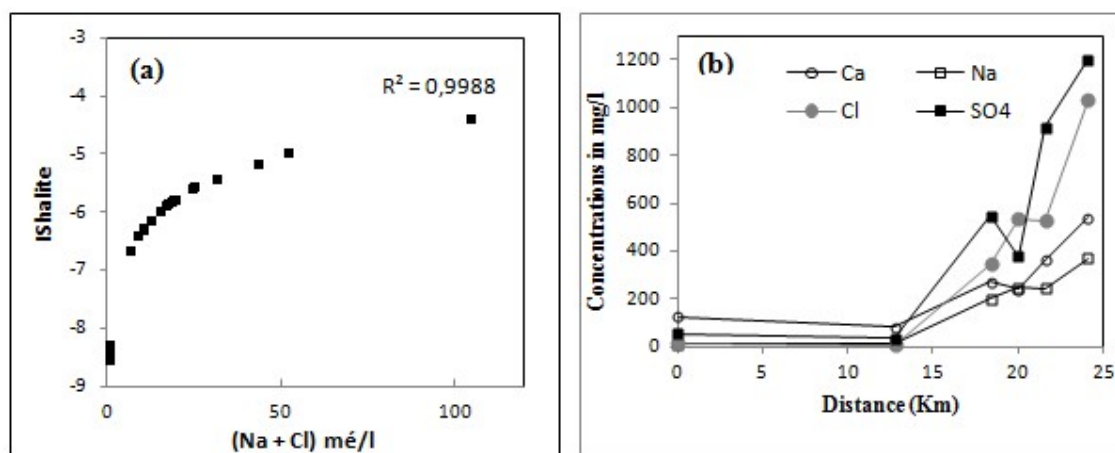 (a)
R² = 0,9988
-3
-4
-5
-6
-7
-8
-9
IShalite
0 50 100
(Na + Cl) mé/l
(b)
Ca Na
Cl SO4
1200
1000
800
600
400
200
0
Concentrations in mg/l
0 5 10 15 20 25
Distance (Km)